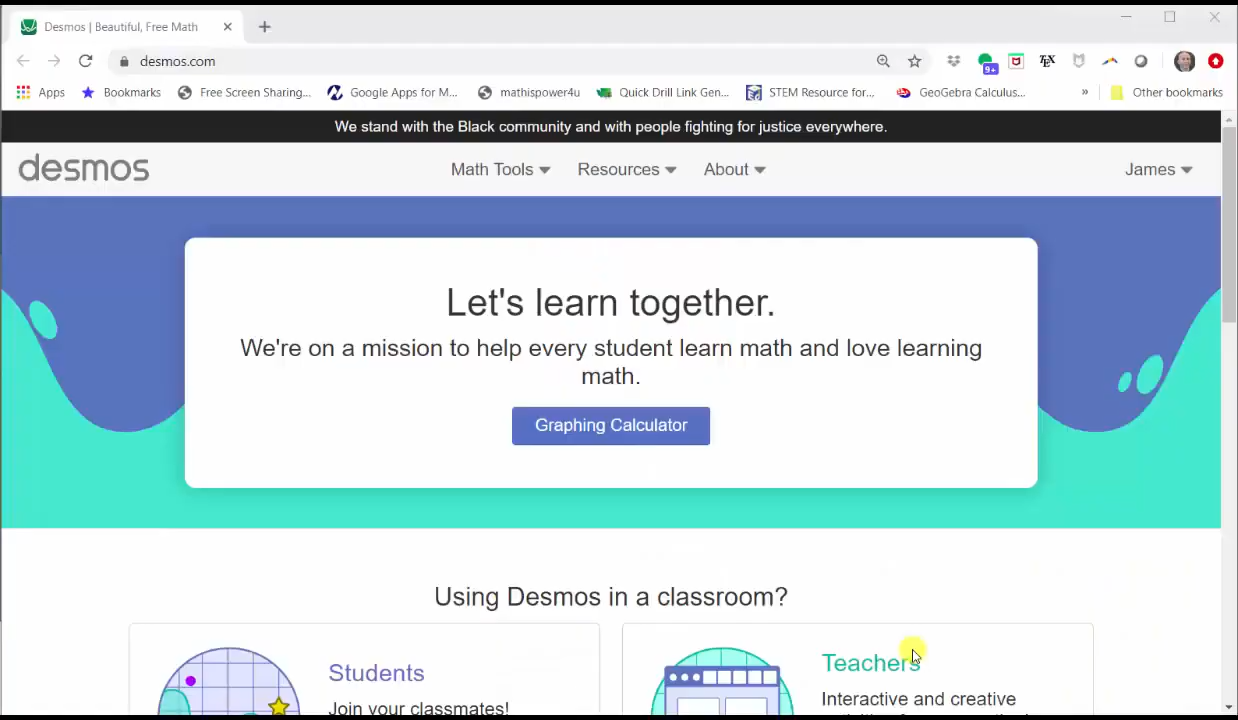 Desmos | Beautiful, Free Math
desmos.com
9+
TEX
Apps
Bookmarks
Free Screen Sharing...
Google Apps for M...
mathispower4u
Quick Drill Link Gen...
STEM Resource for...
GeoGebra Calculus...
»
Other bookmarks
We stand with the Black community and with people fighting for justice everywhere.
desmos
Math Tools
Resources
About
James
Let's learn together.
We're on a mission to help every student learn math and love learning
math.
Graphing Calculator
Using Desmos in a classroom?
Students
Join your classmates!
Teachers
Interactive and creative